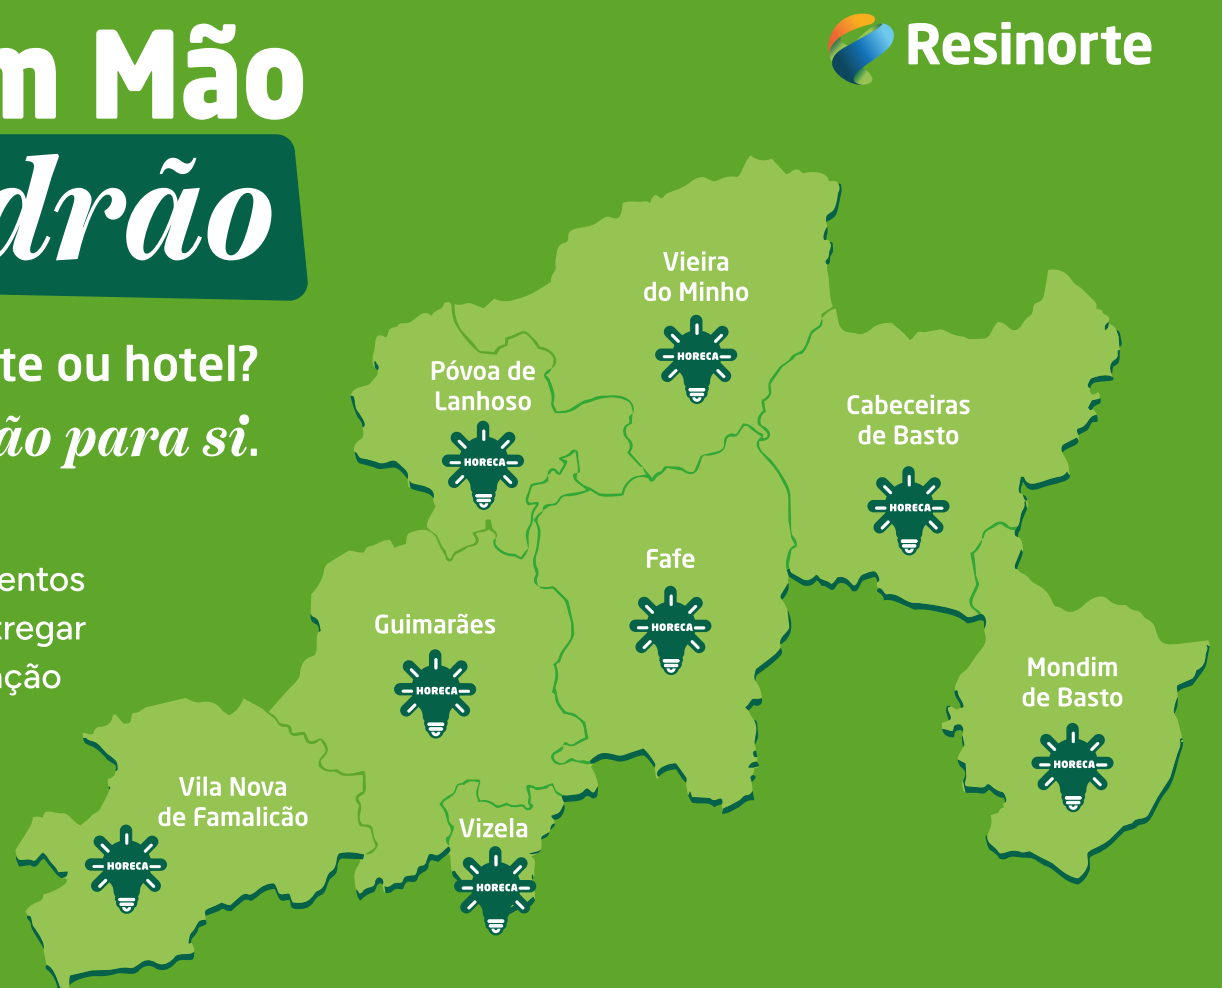 m Mão
drão
te ou hotel?
ão para si.
entos
tregar
ação
Resinorte
Vieira
do Minho
HORECA
Póvoa de
Lanhoso
HORECA
Cabeceiras
de Basto
HORECA
Fafe
HORECA
Guimarães
HORECA
Mondim
de Basto
HORECA
Vila Nova
de Famalicão
HORECA
Vizela
HORECA